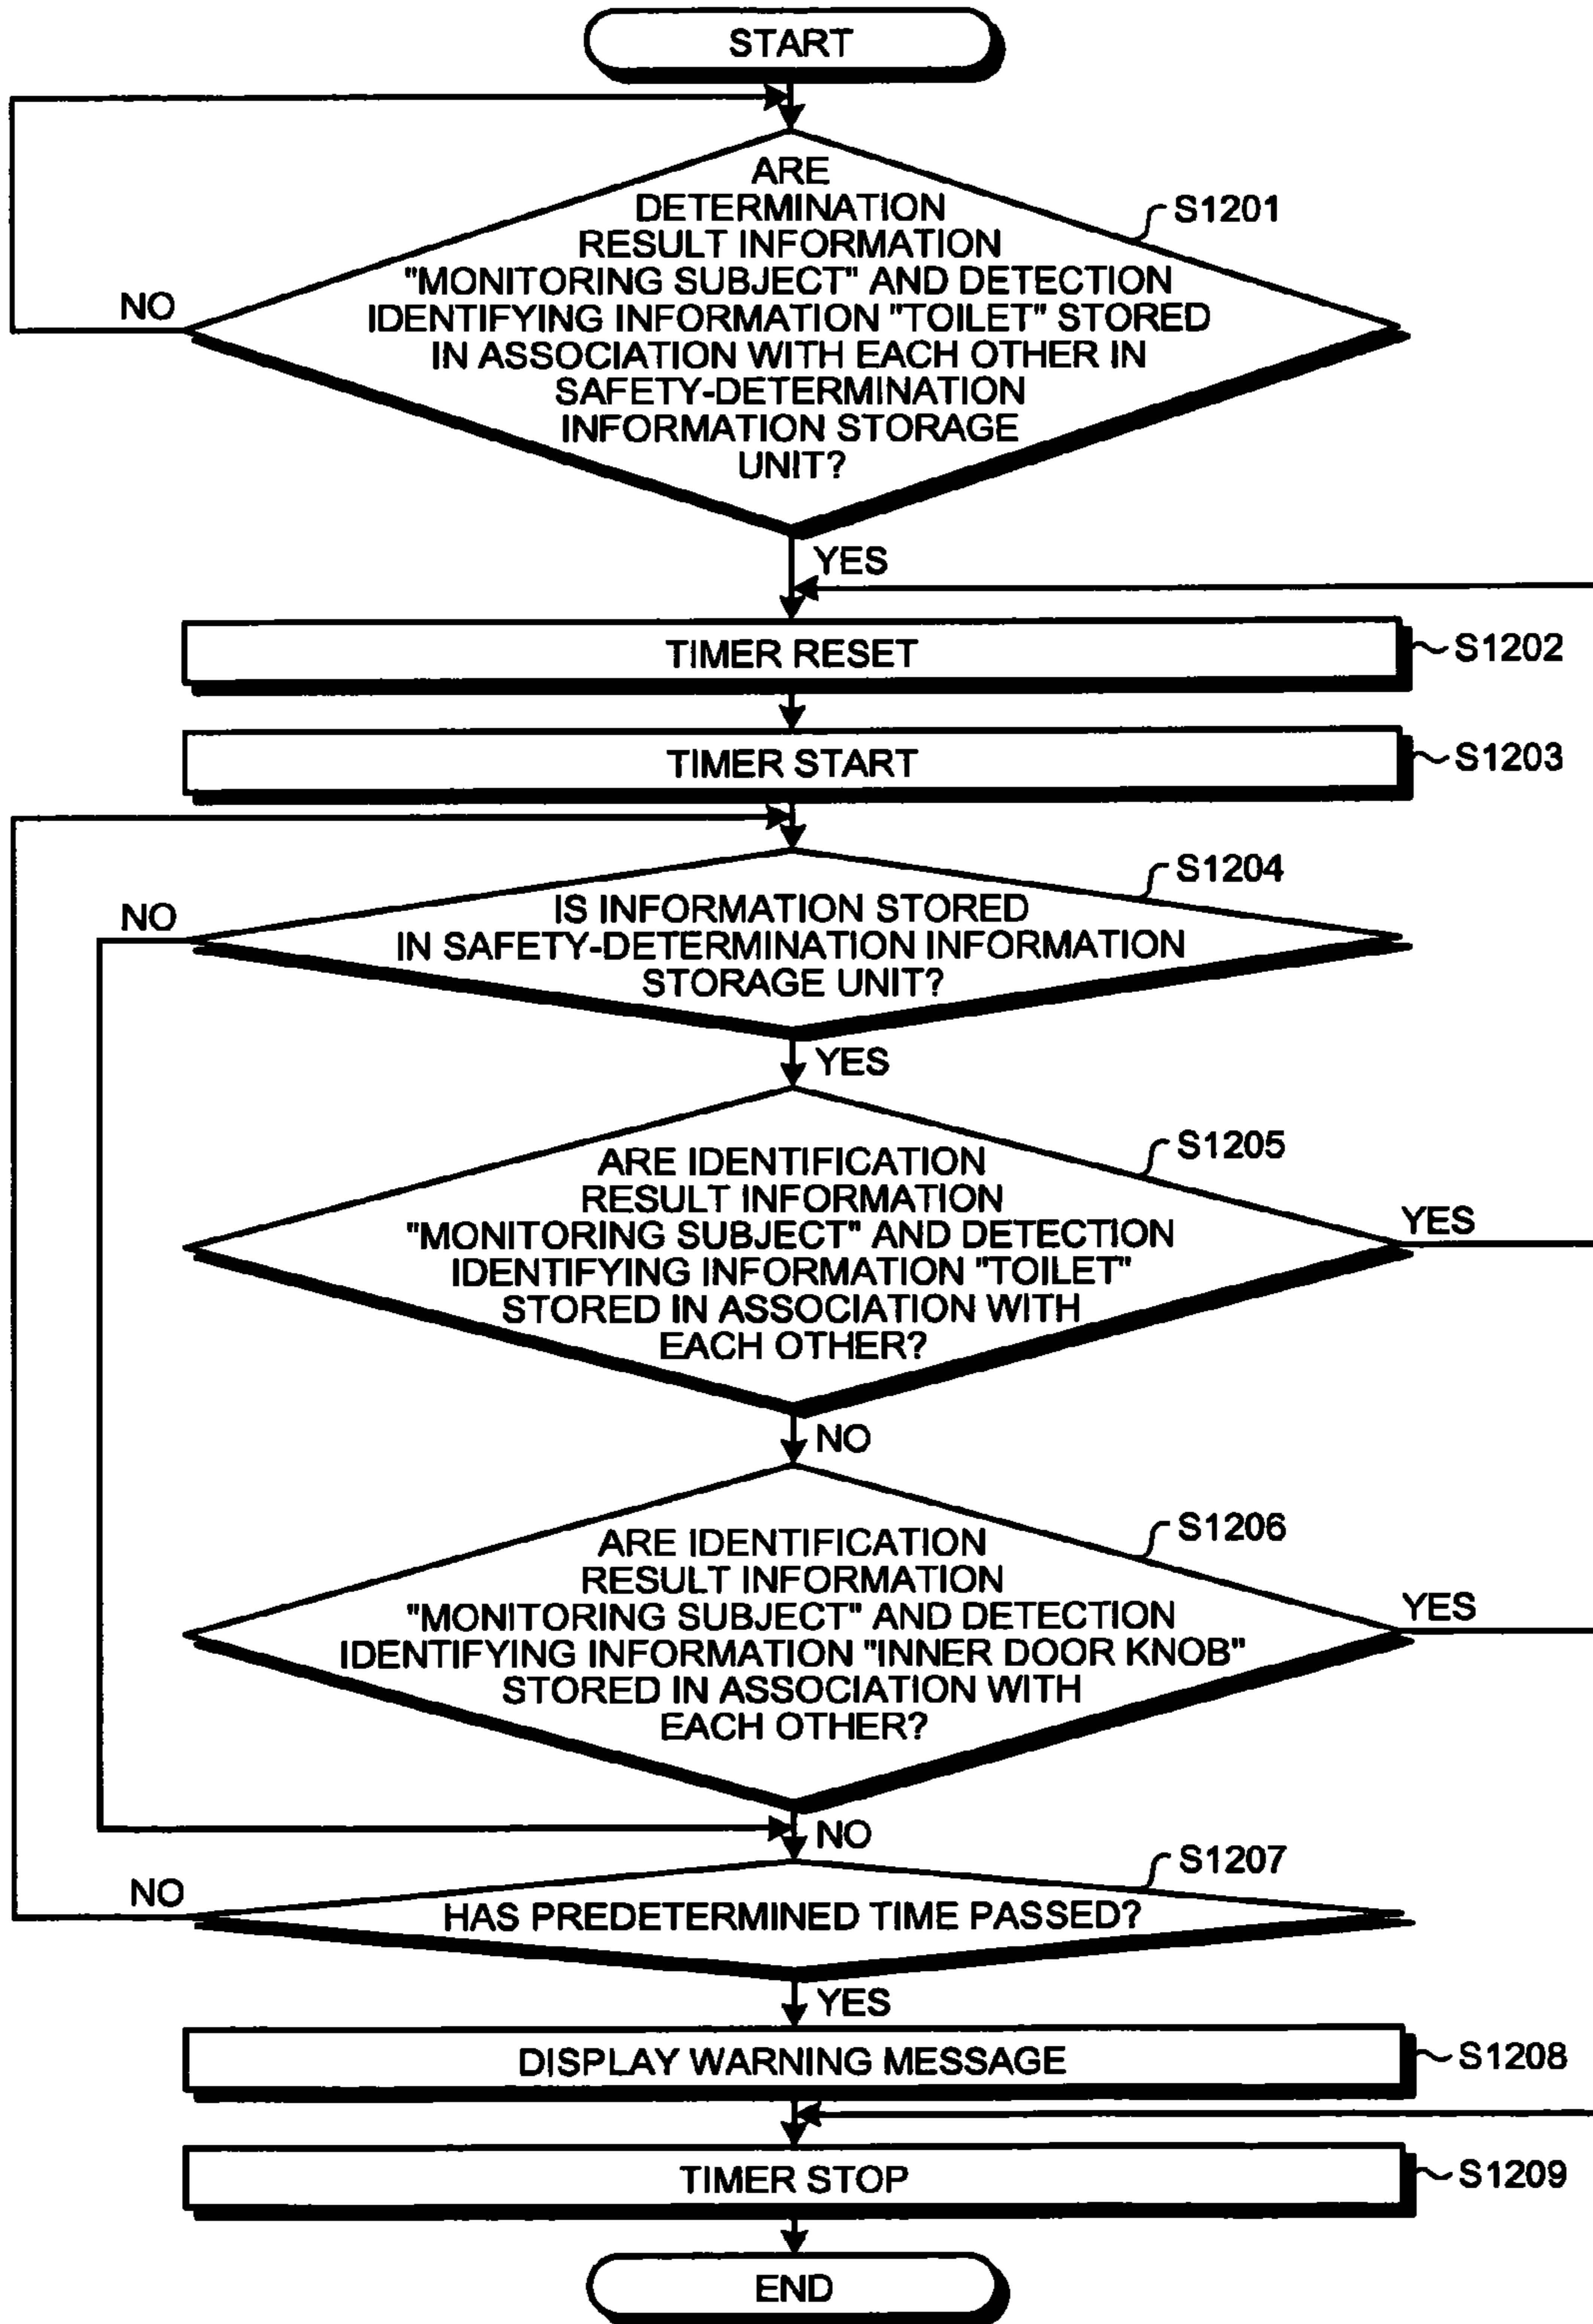 START
ARE
DETERMINATION
RESULT INFORMATION
"MONITORING SUBJECT" AND DETECTION
IDENTIFYING INFORMATION "TOILET" STORED
IN ASSOCIATION WITH EACH OTHER IN
SAFETY-DETERMINATION
INFORMATION STORAGE
UNIT?
S1201
NO
YES
TIMER RESET
S1202
TIMER START
S1203
IS INFORMATION STORED
IN SAFETY-DETERMINATION INFORMATION
STORAGE UNIT?
S1204
NO
YES
ARE IDENTIFICATION
RESULT INFORMATION
"MONITORING SUBJECT" AND DETECTION
IDENTIFYING INFORMATION "TOILET"
STORED IN ASSOCIATION WITH
EACH OTHER?
S1205
YES
NO
ARE IDENTIFICATION
RESULT INFORMATION
"MONITORING SUBJECT" AND DETECTION
IDENTIFYING INFORMATION "INNER DOOR KNOB"
STORED IN ASSOCIATION WITH
EACH OTHER?
S1206
YES
NO
HAS PREDETERMINED TIME PASSED?
S1207
NO
YES
DISPLAY WARNING MESSAGE
S1208
TIMER STOP
S1209
END